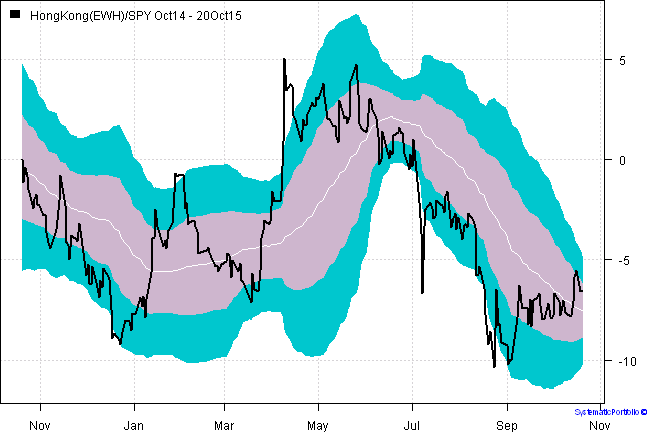 HongKong(EWH)/SPY Oct14 - 20Oct15
5
0
-5
-10
Nov Jan Mar May Jul Sep Nov
SystematicPortfolio ©